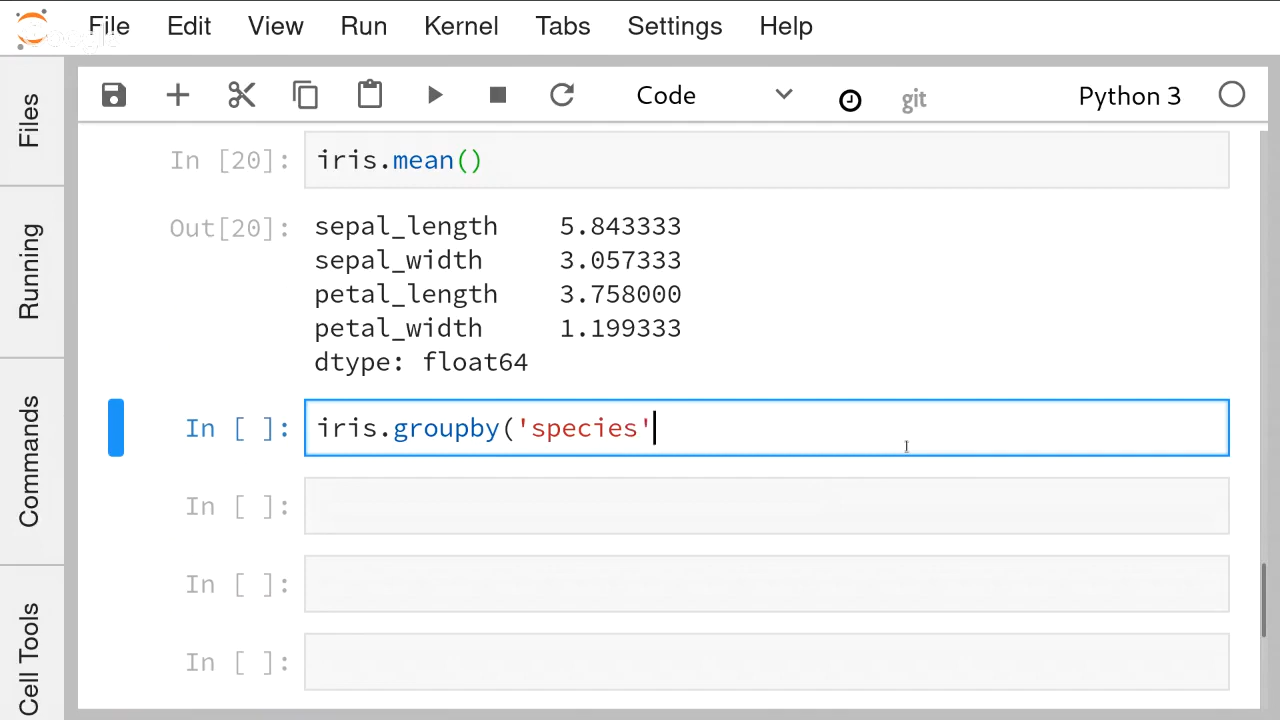 File Edit View Run Kernel Tabs Settings Help
Code git Python 3
Files
Running
Commands
Cell Tools
In [20]: iris.mean()
Out[20]: sepal_length 5.843333
sepal_width 3.057333
petal_length 3.758000
petal_width 1.199333
dtype: float64
In [ ]: iris.groupby('species'
In [ ]:
In [ ]:
In [ ]: